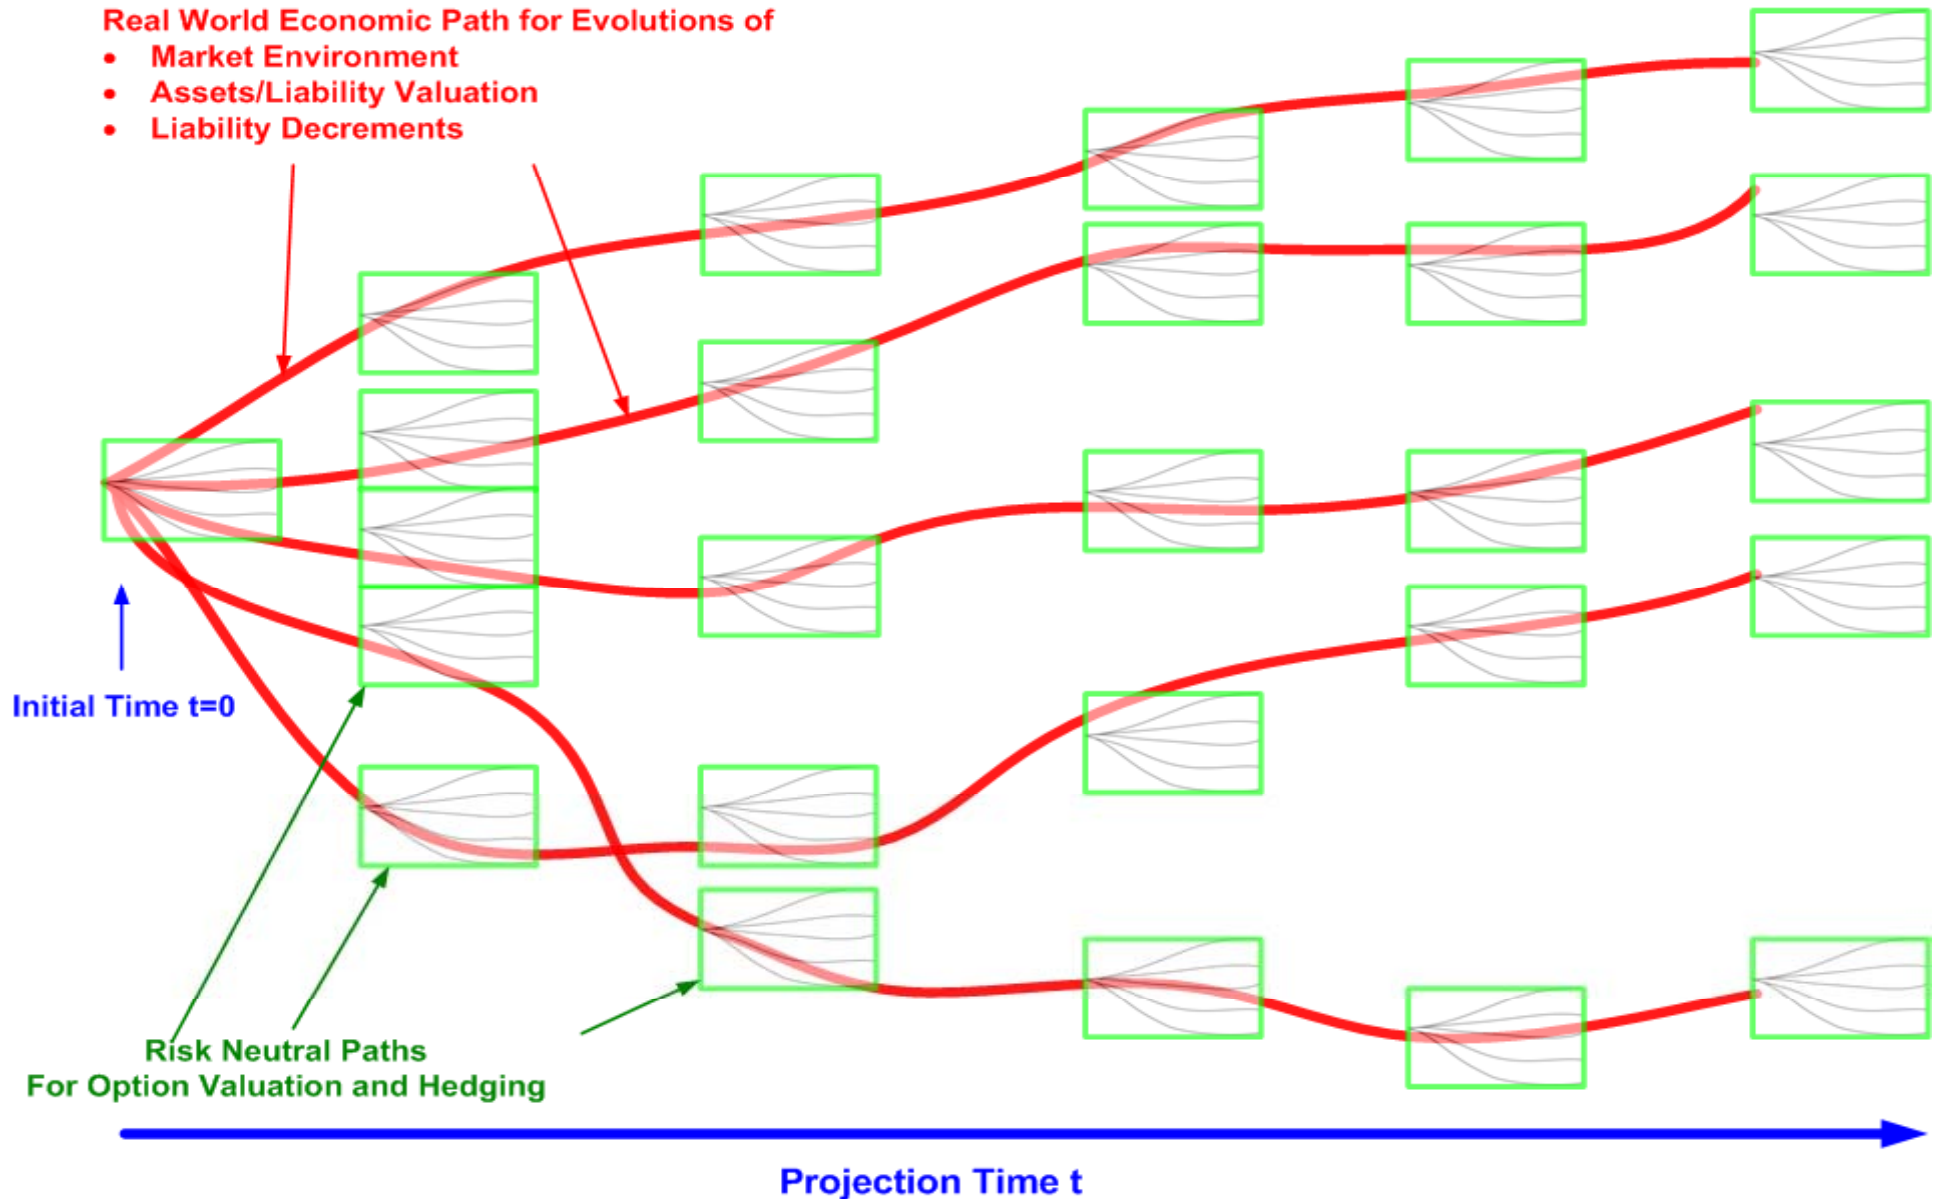 Real World Economic Path for Evolutions of
• Market Environment
• Assets/Liability Valuation
• Liability Decrements
Initial Time t=0
Risk Neutral Paths
For Option Valuation and Hedging
Projection Time t